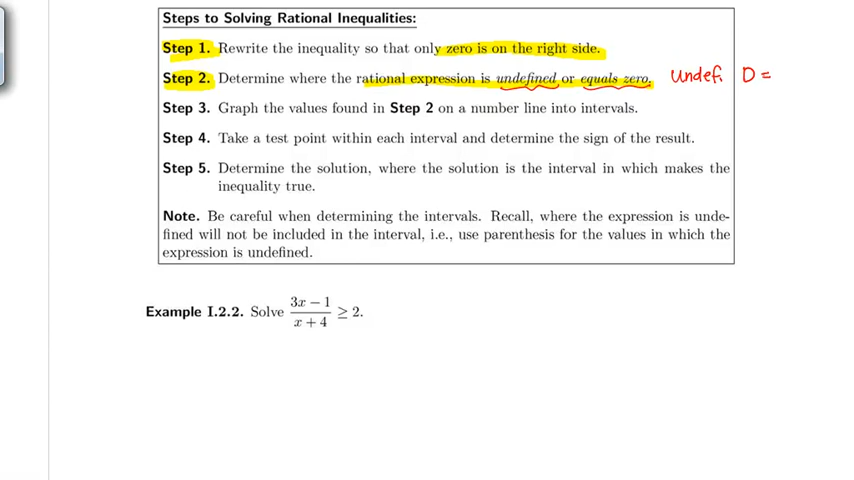 Steps to Solving Rational Inequalities:
Step 1. Rewrite the inequality so that only zero is on the right side.
Step 2. Determine where the rational expression is undefined or equals zero. Undef. D =
Step 3. Graph the values found in Step 2 on a number line into intervals.
Step 4. Take a test point within each interval and determine the sign of the result.
Step 5. Determine the solution, where the solution is the interval in which makes the
inequality true.
Note. Be careful when determining the intervals. Recall, where the expression is unde-
fined will not be included in the interval, i.e., use parenthesis for the values in which the
expression is undefined.
Example I.2.2. Solve \frac{3x − 1}{x + 4} ≥ 2.